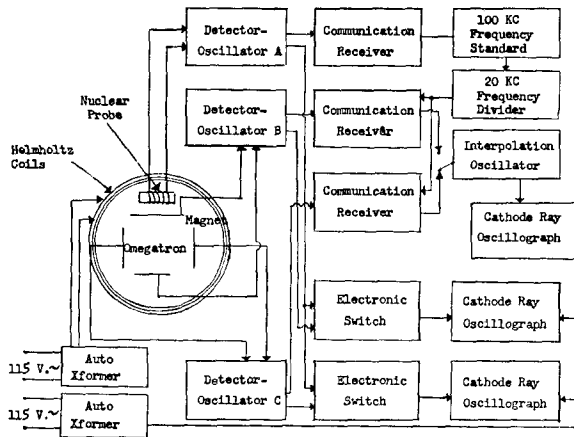 Detector-
Oscillator A
Communication
Receiver
100 KC
Frequency
Standard
Nuclear
Probe
20 KC
Frequency
Divider
Detector-
Oscillator B
Communication
Receiver
Helmholtz
Coils
Interpolation
Oscillator
Communication
Receiver
Magnet
Cathode Ray
Oscillograph
Omegatron
Electronic
Switch
Cathode Ray
Oscillograph
115 V.~
Auto
Xformer
Detector-
Oscillator C
Electronic
Switch
Cathode Ray
Oscillograph
115 V.~
Auto
Xformer